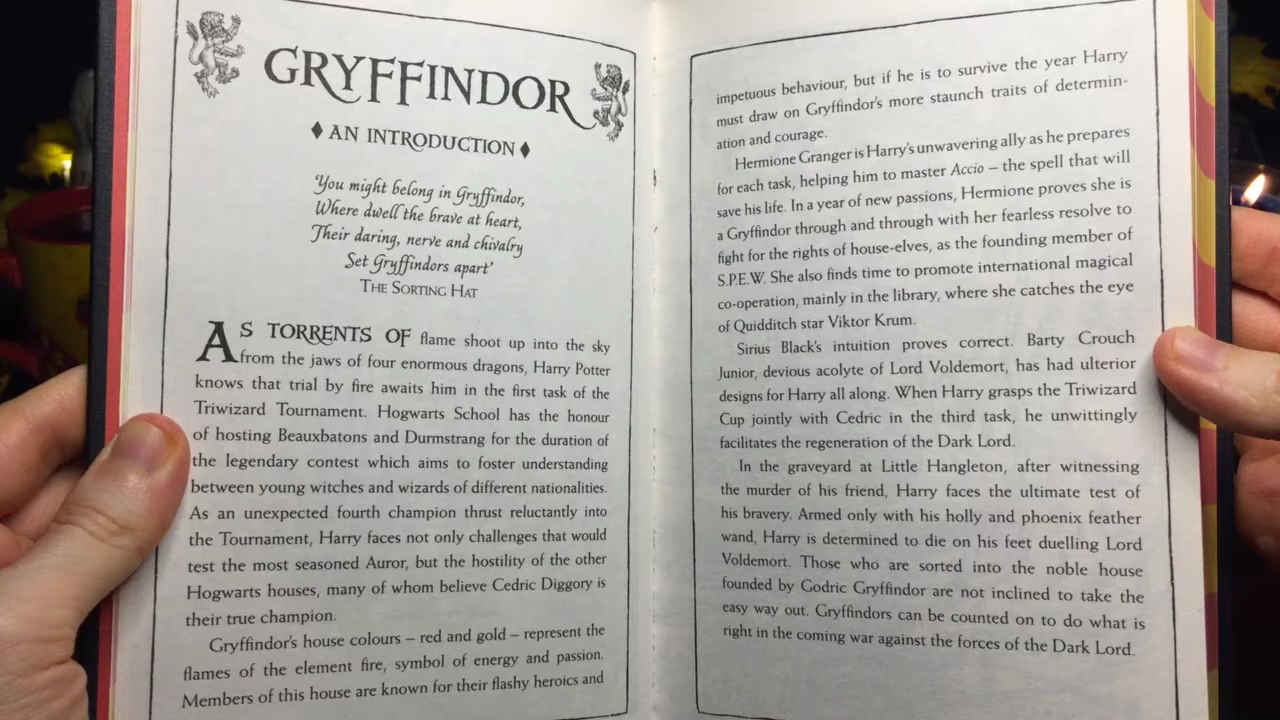 GRYFFINDOR
♦ AN INTRODUCTION ♦
'You might belong in Gryffindor,
Where dwell the brave at heart,
Their daring, nerve and chivalry
Set Gryffindors apart'
THE SORTING HAT
AS TORRENTS OF flame shoot up into the sky
from the jaws of four enormous dragons, Harry Potter
knows that trial by fire awaits him in the first task of the
Triwizard Tournament. Hogwarts School has the honour
of hosting Beauxbatons and Durmstrang for the duration of
the legendary contest which aims to foster understanding
between young witches and wizards of different nationalities.
As an unexpected fourth champion thrust reluctantly into
the Tournament, Harry faces not only challenges that would
test the most seasoned Auror, but the hostility of the other
Hogwarts houses, many of whom believe Cedric Diggory is
their true champion.
Gryffindor's house colours – red and gold – represent the
flames of the element fire, symbol of energy and passion.
Members of this house are known for their flashy heroics and
impetuous behaviour, but if he is to survive the year Harry
must draw on Gryffindor's more staunch traits of determin-
ation and courage.
Hermione Granger is Harry's unwavering ally as he prepares
for each task, helping him to master Accio – the spell that will
save his life. In a year of new passions, Hermione proves she is
a Gryffindor through and through with her fearless resolve to
fight for the rights of house-elves, as the founding member of
S.P.E.W. She also finds time to promote international magical
co-operation, mainly in the library, where she catches the eye
of Quidditch star Viktor Krum.
Sirius Black's intuition proves correct. Barty Crouch
Junior, devious acolyte of Lord Voldemort, has had ulterior
designs for Harry all along. When Harry grasps the Triwizard
Cup jointly with Cedric in the third task, he unwittingly
facilitates the regeneration of the Dark Lord.
In the graveyard at Little Hangleton, after witnessing
the murder of his friend, Harry faces the ultimate test of
his bravery. Armed only with his holly and phoenix feather
wand, Harry is determined to die on his feet duelling Lord
Voldemort. Those who are sorted into the noble house
founded by Godric Gryffindor are not inclined to take the
easy way out. Gryffindors can be counted on to do what is
right in the coming war against the forces of the Dark Lord.